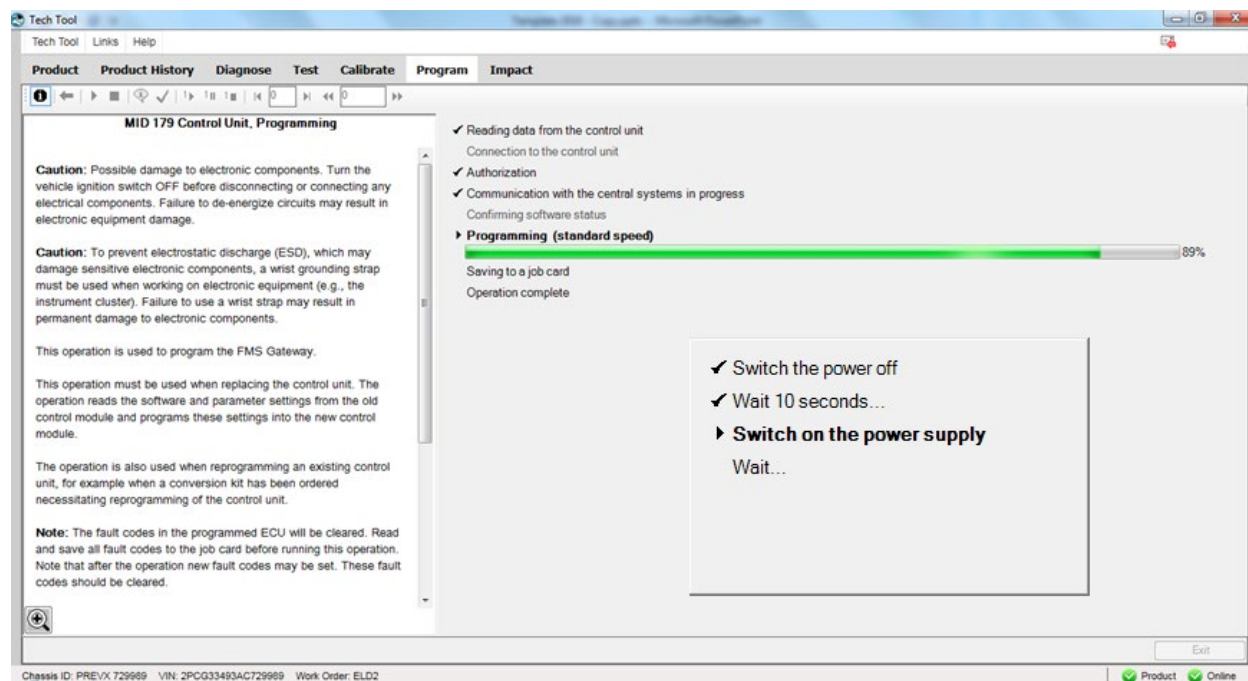 Tech Tool
Tech Tool Links Help
Product Product History Diagnose Test Calibrate Program Impact
0 0
MID 179 Control Unit, Programming
Caution: Possible damage to electronic components. Turn the
vehicle ignition switch OFF before disconnecting or connecting any
electrical components. Failure to de-energize circuits may result in
electronic equipment damage.
Caution: To prevent electrostatic discharge (ESD), which may
damage sensitive electronic components, a wrist grounding strap
must be used when working on electronic equipment (e.g., the
instrument cluster). Failure to use a wrist strap may result in
permanent damage to electronic components.
This operation is used to program the FMS Gateway.
This operation must be used when replacing the control unit. The
operation reads the software and parameter settings from the old
control module and programs these settings into the new control
module.
The operation is also used when reprogramming an existing control
unit, for example when a conversion kit has been ordered
necessitating reprogramming of the control unit.
Note: The fault codes in the programmed ECU will be cleared. Read
and save all fault codes to the job card before running this operation.
Note that after the operation new fault codes may be set. These fault
codes should be cleared.
Reading data from the control unit
Connection to the control unit
Authorization
Communication with the central systems in progress
Confirming software status
Programming (standard speed)
89%
Saving to a job card
Operation complete
Switch the power off
Wait 10 seconds...
Switch on the power supply
Wait...
Exit
Chassis ID: PREVX 729989 VIN: 2PCG33493AC729989 Work Order: ELD2 Product Online